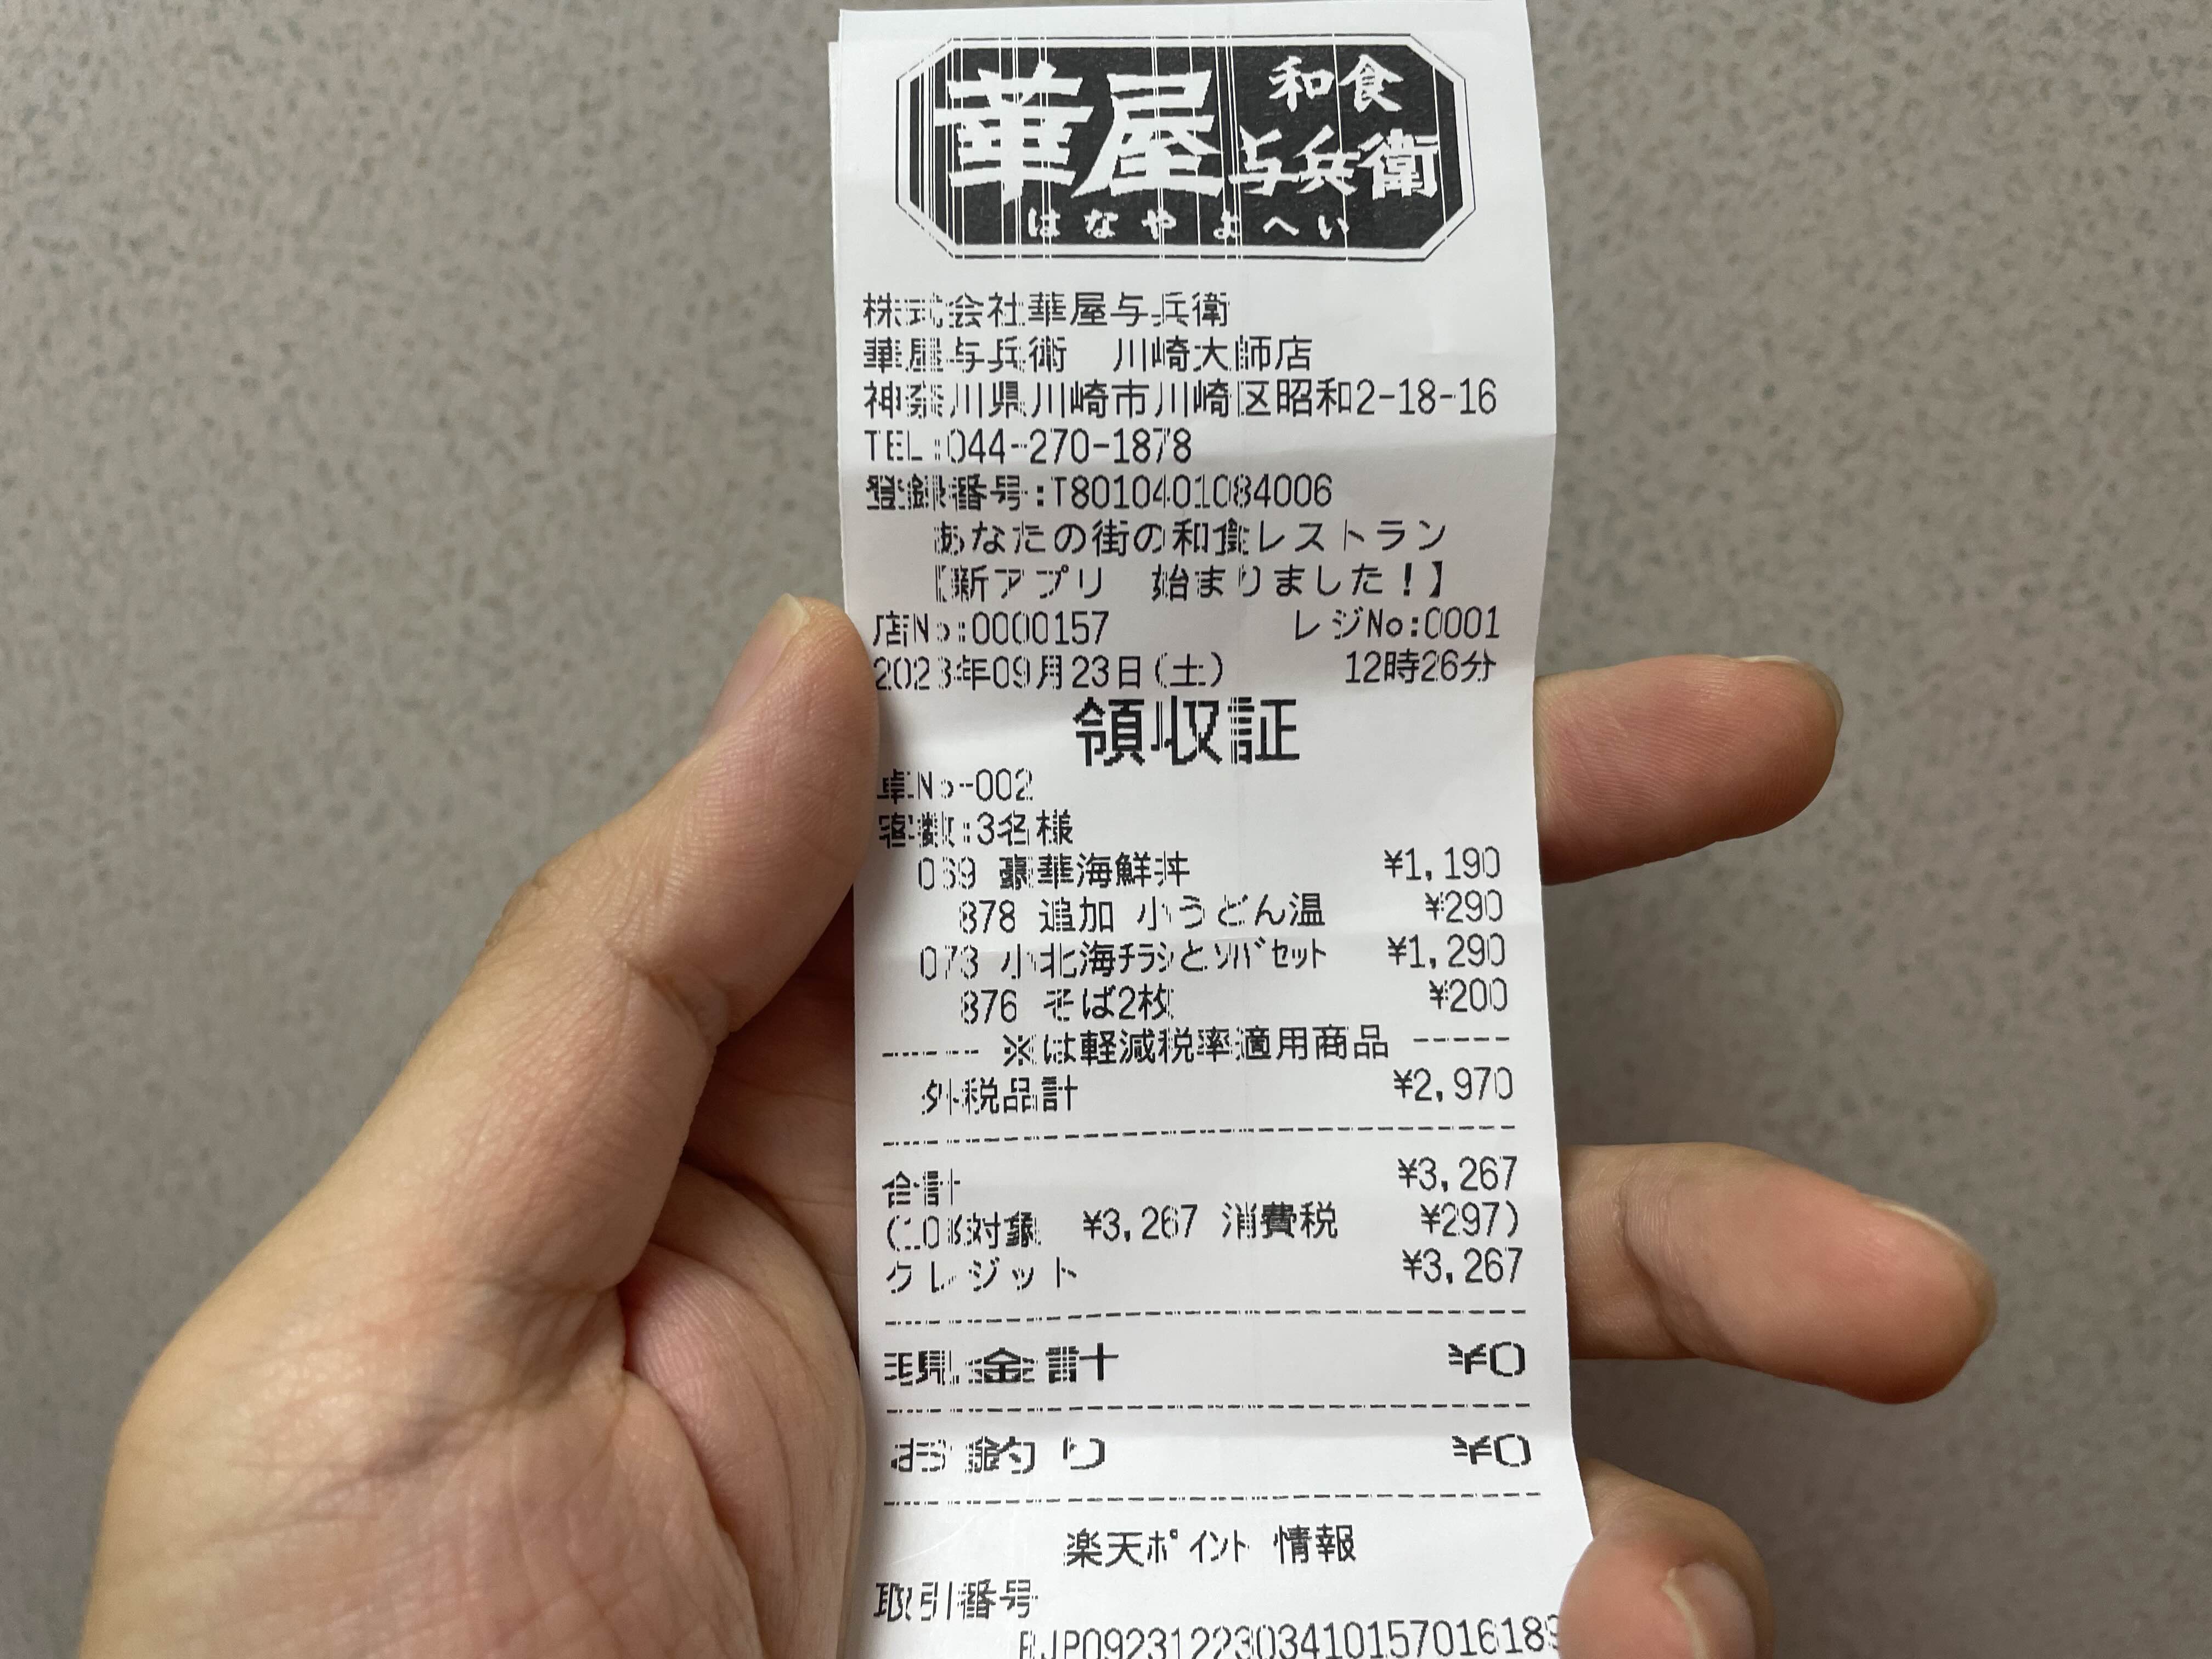 和食
華屋与兵衛
はなやよへい
株式会社華屋与兵衛
華屋与兵衛　川崎大師店
神奈川県川崎市川崎区昭和2-18-16
TEL:044-270-1878
登録番号:T8010401084006
あなたの街の和食レストラン
【新アプリ　始まりました！】
店No:0000157 レジNo:0001
2023年09月23日(土) 12時26分
領収証
卓No-002
客数:3名様
069 豪華海鮮丼 ¥1,190
878 追加 小うどん温 ¥290
073 小北海ﾁﾗｼとｿﾊﾞｾｯﾄ ¥1,290
876 そば2枚 ¥200
------ ※は軽減税率適用商品 -----
外税品計 ¥2,970
合計 ¥3,267
(10%対象 ¥3,267 消費税 ¥297)
クレジット ¥3,267
現金計 ¥0
お釣り ¥0
楽天ﾎﾟｲﾝﾄ 情報
取引番号
RJP0923122303410157016189